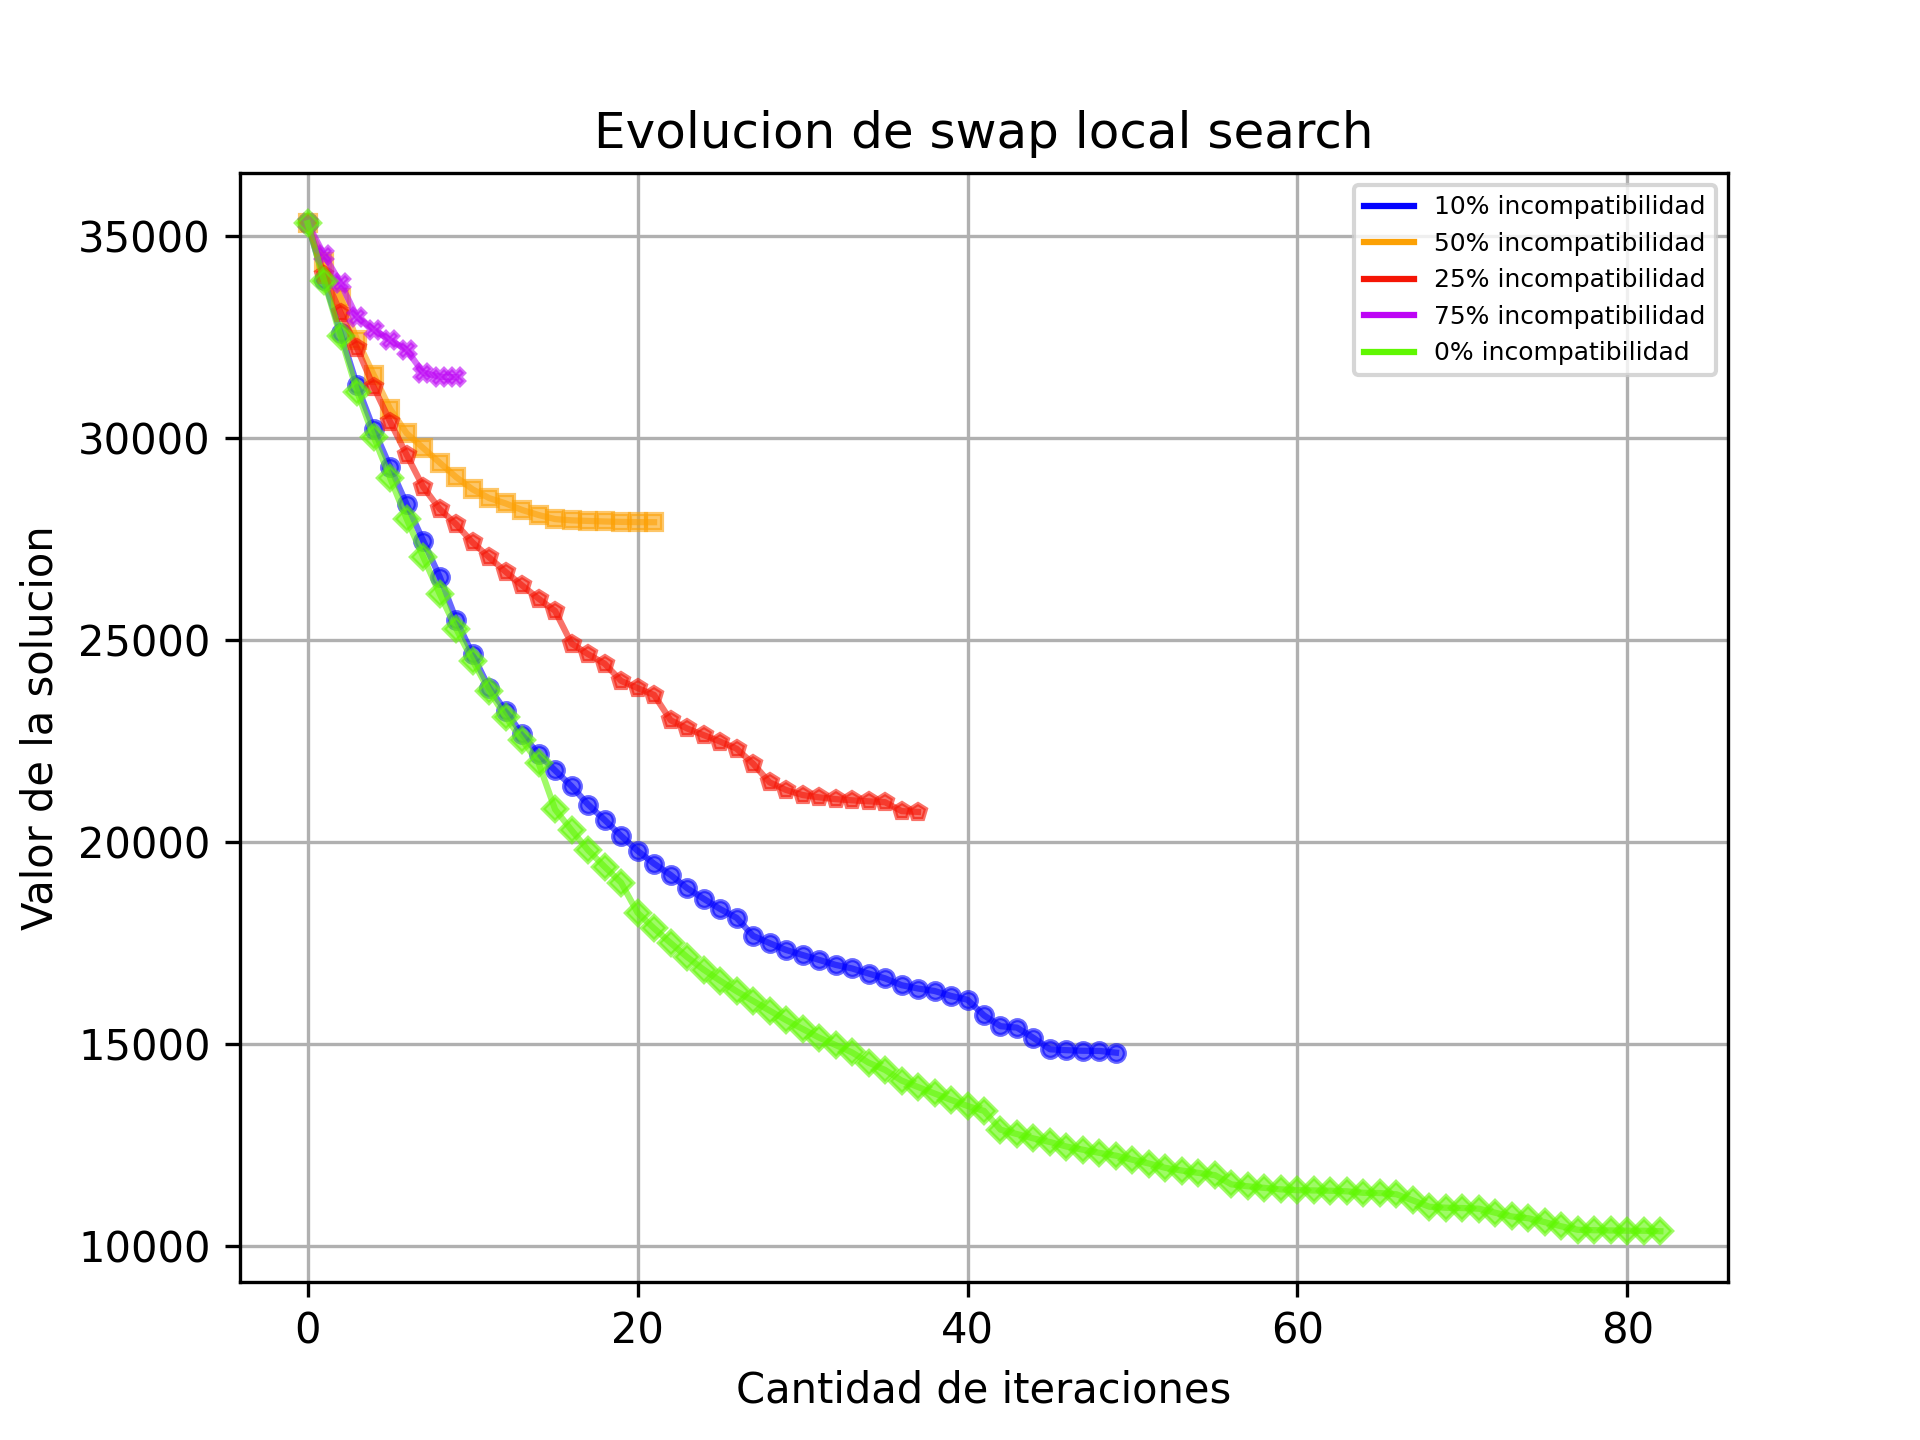 Evolucion de swap local search
10% incompatibilidad
50% incompatibilidad
25% incompatibilidad
75% incompatibilidad
0% incompatibilidad
Valor de la solucion
35000
30000
25000
20000
15000
10000
0 20 40 60 80
Cantidad de iteraciones